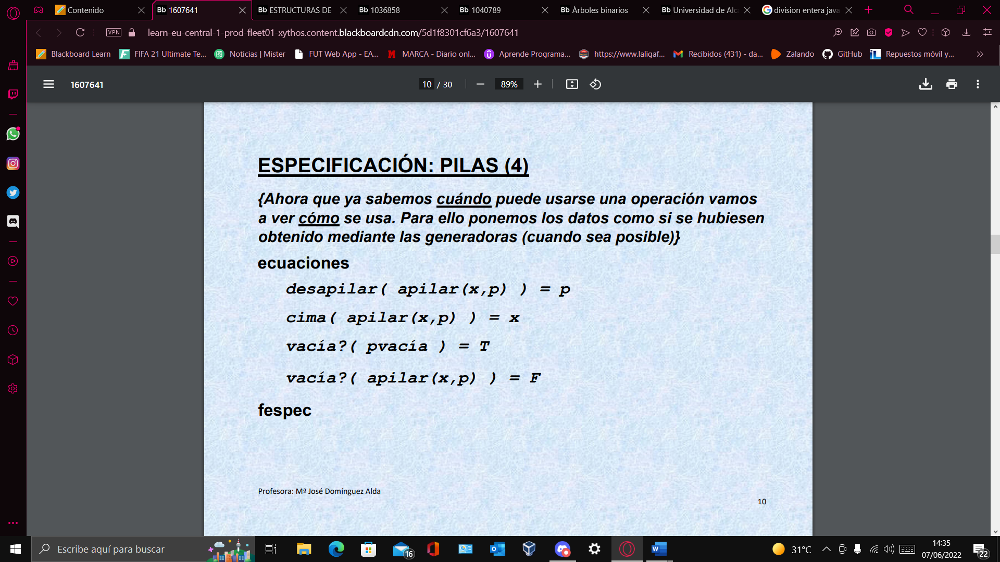 Contenido
Bb 1607641
Bb ESTRUCTURAS DE
Bb 1036858
Bb 1040789
Bb Árboles binarios
Bb Universidad de Alca
G division entera java
VPN
learn-eu-central-1-prod-fleet01-xythos.content.blackboardcdn.com/5d1f8301cf6a3/1607641
Blackboard Learn
FIFA 21 Ultimate Te...
Noticias | Mister
FUT Web App - EA...
MARCA - Diario onl...
Aprende Programa...
https://www.laligaf...
Recibidos (431) - da...
Zalando
GitHub
Repuestos móvil y...
1607641
10 / 30
89%
ESPECIFICACIÓN: PILAS (4)
{Ahora que ya sabemos cuándo puede usarse una operación vamos
a ver cómo se usa. Para ello ponemos los datos como si se hubiesen
obtenido mediante las generadoras (cuando sea posible)}
ecuaciones
desapilar( apilar(x,p) ) = p
cima( apilar(x,p) ) = x
vacía?( pvacía ) = T
vacía?( apilar(x,p) ) = F
fespec
Profesora: Mª José Domínguez Alda
10
Escribe aquí para buscar
16
31°C
14:35
07/06/2022
22